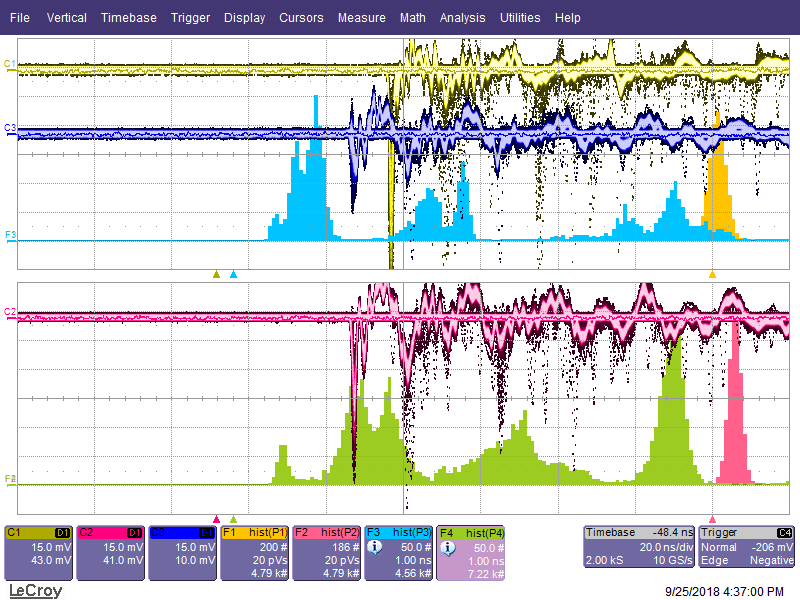 File Vertical Timebase Trigger Display Cursors Measure Math Analysis Utilities Help
C1
C3
F3
C2
C1 D1
15.0 mV
43.0 mV
C2 D1
15.0 mV
41.0 mV
D1
15.0 mV
10.0 mV
F1 hist(P1)
200 #
20 pVs
4.79 k#
F2 hist(P2)
186 #
20 pVs
4.79 k#
F3 hist(P3)
50.0 #
1.00 ns
4.56 k#
F4 hist(P4)
50.0 #
1.00 ns
7.22 k#
Timebase -48.4 ns
20.0 ns/div
2.00 kS 10 GS/s
Trigger C4
Normal -206 mV
Edge Negative
LeCroy
9/25/2018 4:37:00 PM